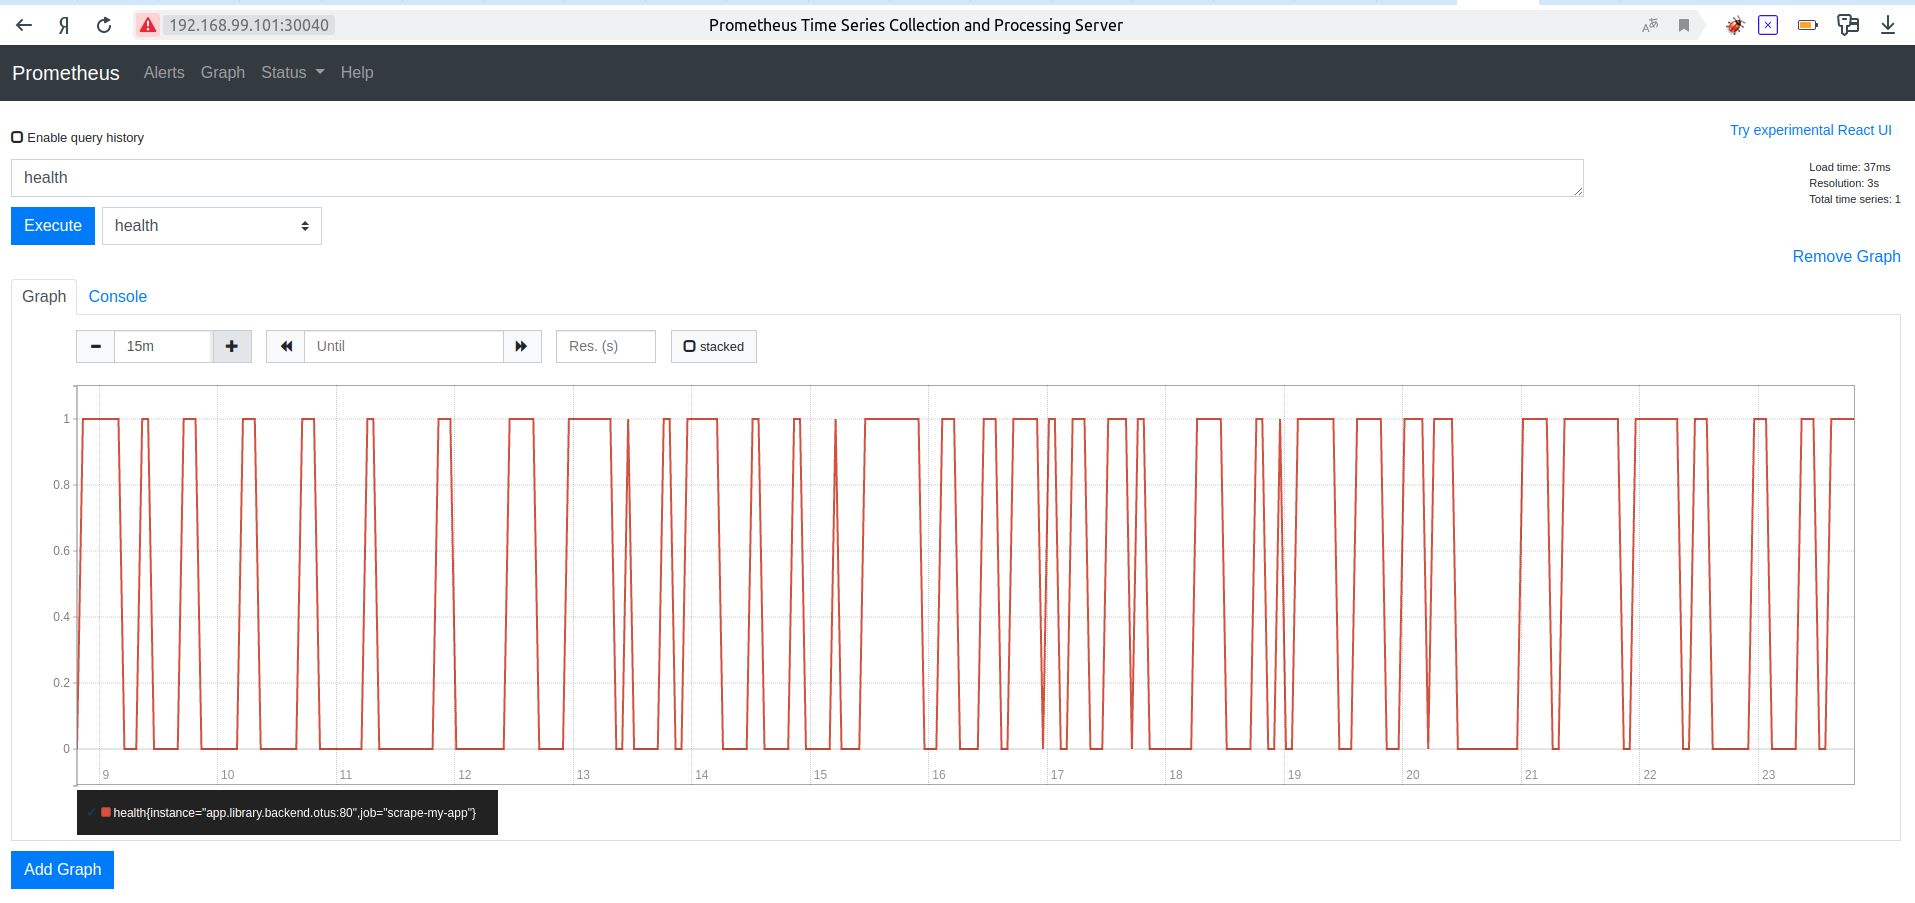 Я 192.168.99.101:30040 Prometheus Time Series Collection and Processing Server
Prometheus Alerts Graph Status Help
Enable query history
Try experimental React UI
health
Load time: 37ms
Resolution: 3s
Total time series: 1
Execute health
Remove Graph
Graph Console
15m Until Res. (s) stacked
1
0.8
0.6
0.4
0.2
0
9 10 11 12 13 14 15 16 17 18 19 20 21 22 23
health{instance="app.library.backend.otus:80",job="scrape-my-app"}
Add Graph